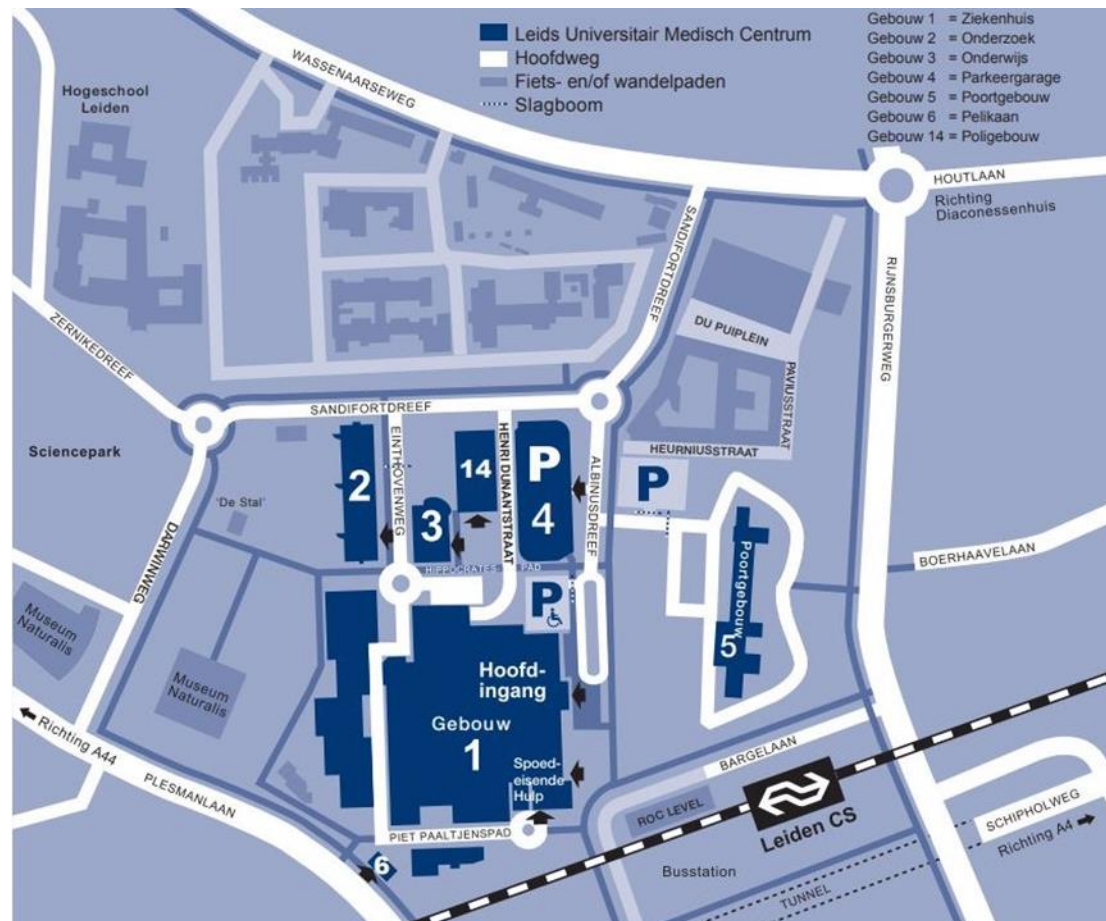 Leids Universitair Medisch Centrum
Hoofdweg
Fiets- en/of wandelpaden
Slagboom
Gebouw 1 = Ziekenhuis
Gebouw 2 = Onderzoek
Gebouw 3 = Onderwijs
Gebouw 4 = Parkeergarage
Gebouw 5 = Poortgebouw
Gebouw 6 = Pelikaan
Gebouw 14 = Poligebouw
WASSENAARSEWEG
Hogeschool
Leiden
HOUTLAAN
Richting
Diaconessenhuis
SANDIFORTDREEF
RIJNSBURGERWEG
DU PUIPLEIN
PAVIUSSTRAAT
ZERNIKEDREEF
SANDIFORTDREEF
HEURNIUSSTRAAT
Sciencepark
EINTHOVENWEG
HENRI DUNANTSTRAAT
ALBINUSDREEF
2
3
14
P
4
P
'De Stal'
DARWINWEG
HIPPOCRATES PAD
Poortgebouw
5
BOERHAAVELAAN
P
Museum
Naturalis
Museum
Naturalis
Hoofd-
ingang
Gebouw
1
Spoed-
eisende
Hulp
Richting A44
PLESMANLAAN
BARGELAAN
ROC LEVEL
Leiden CS
SCHIPHOLWEG
Richting A4
PIET PAALTJENSPAD
6
Busstation
TUNNEL